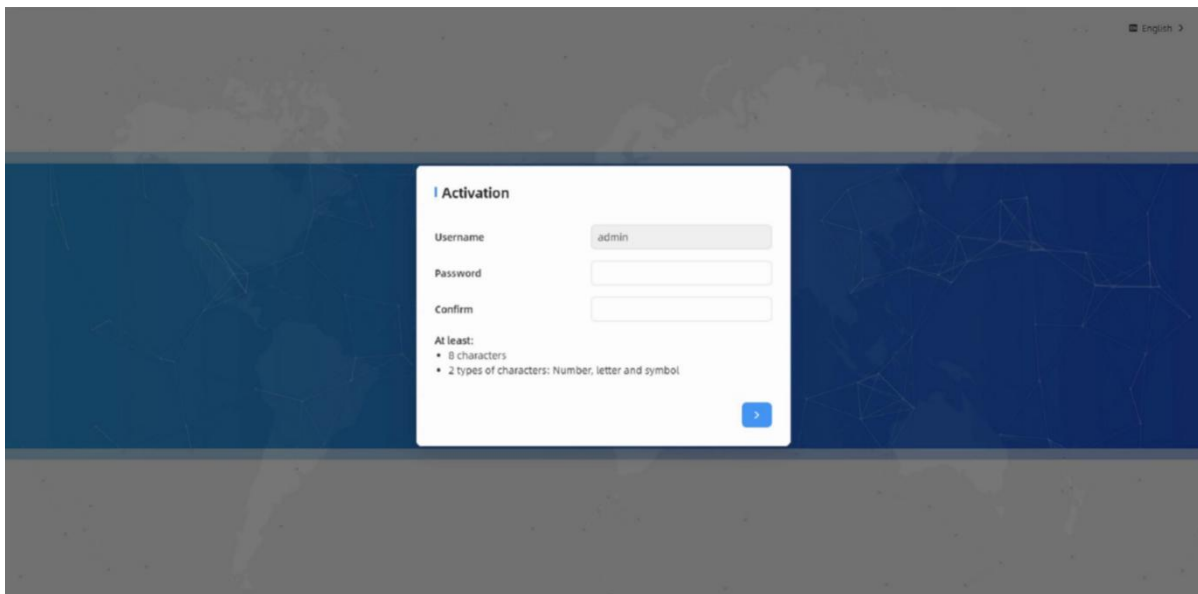 English
Activation
Username
admin
Password
Confirm
At least:
• 8 characters
• 2 types of characters: Number, letter and symbol